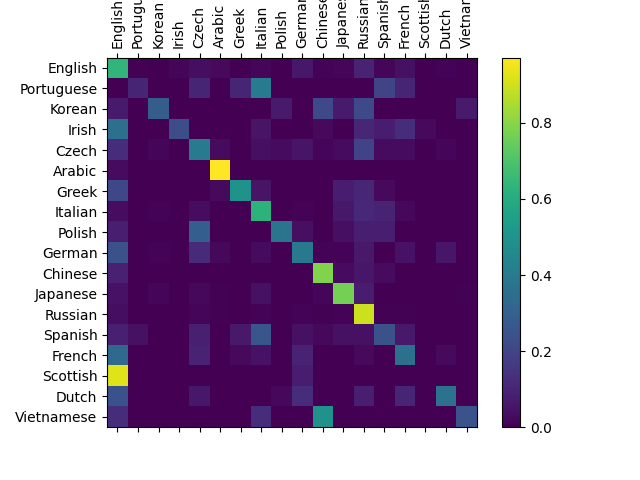 English
Portugu
Korean
Irish
Czech
Arabic
Greek
Italian
Polish
German
Chinese
Japanes
Russian
Spanish
French
Scottish
Dutch
Vietnam
English
Portuguese
Korean
Irish
Czech
Arabic
Greek
Italian
Polish
German
Chinese
Japanese
Russian
Spanish
French
Scottish
Dutch
Vietnamese
0.8
0.6
0.4
0.2
0.0